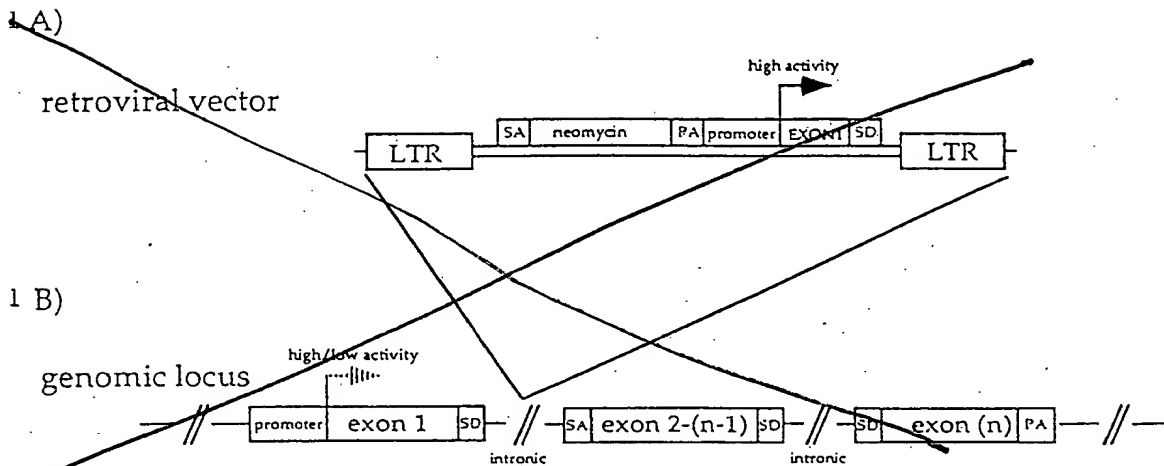 1 A)
high activity
retroviral vector
SA neomycin PA promoter EXON1 SD
LTR LTR
1 B)
high/low activity
genomic locus
promoter exon 1 SD SA exon 2-(n-1) SD SD exon (n) PA
intronic intronic